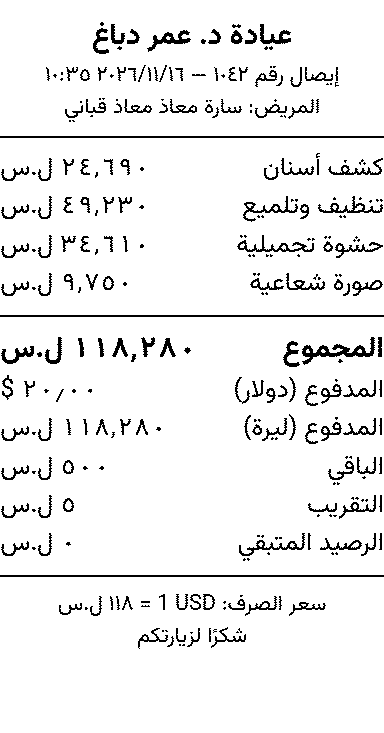 عيادة د. عمر دباغ
إيصال رقم ١٠٤٢ — ٢٠٢٦/١١/١٦ ١٠:٣٥
المريض: سارة معاذ معاذ قباني
كشف أسنان ٢٤,٦٩٠ ل.س
تنظيف وتلميع ٤٩,٢٣٠ ل.س
حشوة تجميلية ٣٤,٦١٠ ل.س
صورة شعاعية ٩,٧٥٠ ل.س
المجموع ١١٨,٢٨٠ ل.س
المدفوع (دولار) ٢٠٫٠٠ $
المدفوع (ليرة) ١١٨,٢٨٠ ل.س
الباقي ٥٠٠ ل.س
التقريب ٥ ل.س
الرصيد المتبقي ٠ ل.س
سعر الصرف: 1 USD = ١١٨ ل.س
شكرًا لزيارتكم